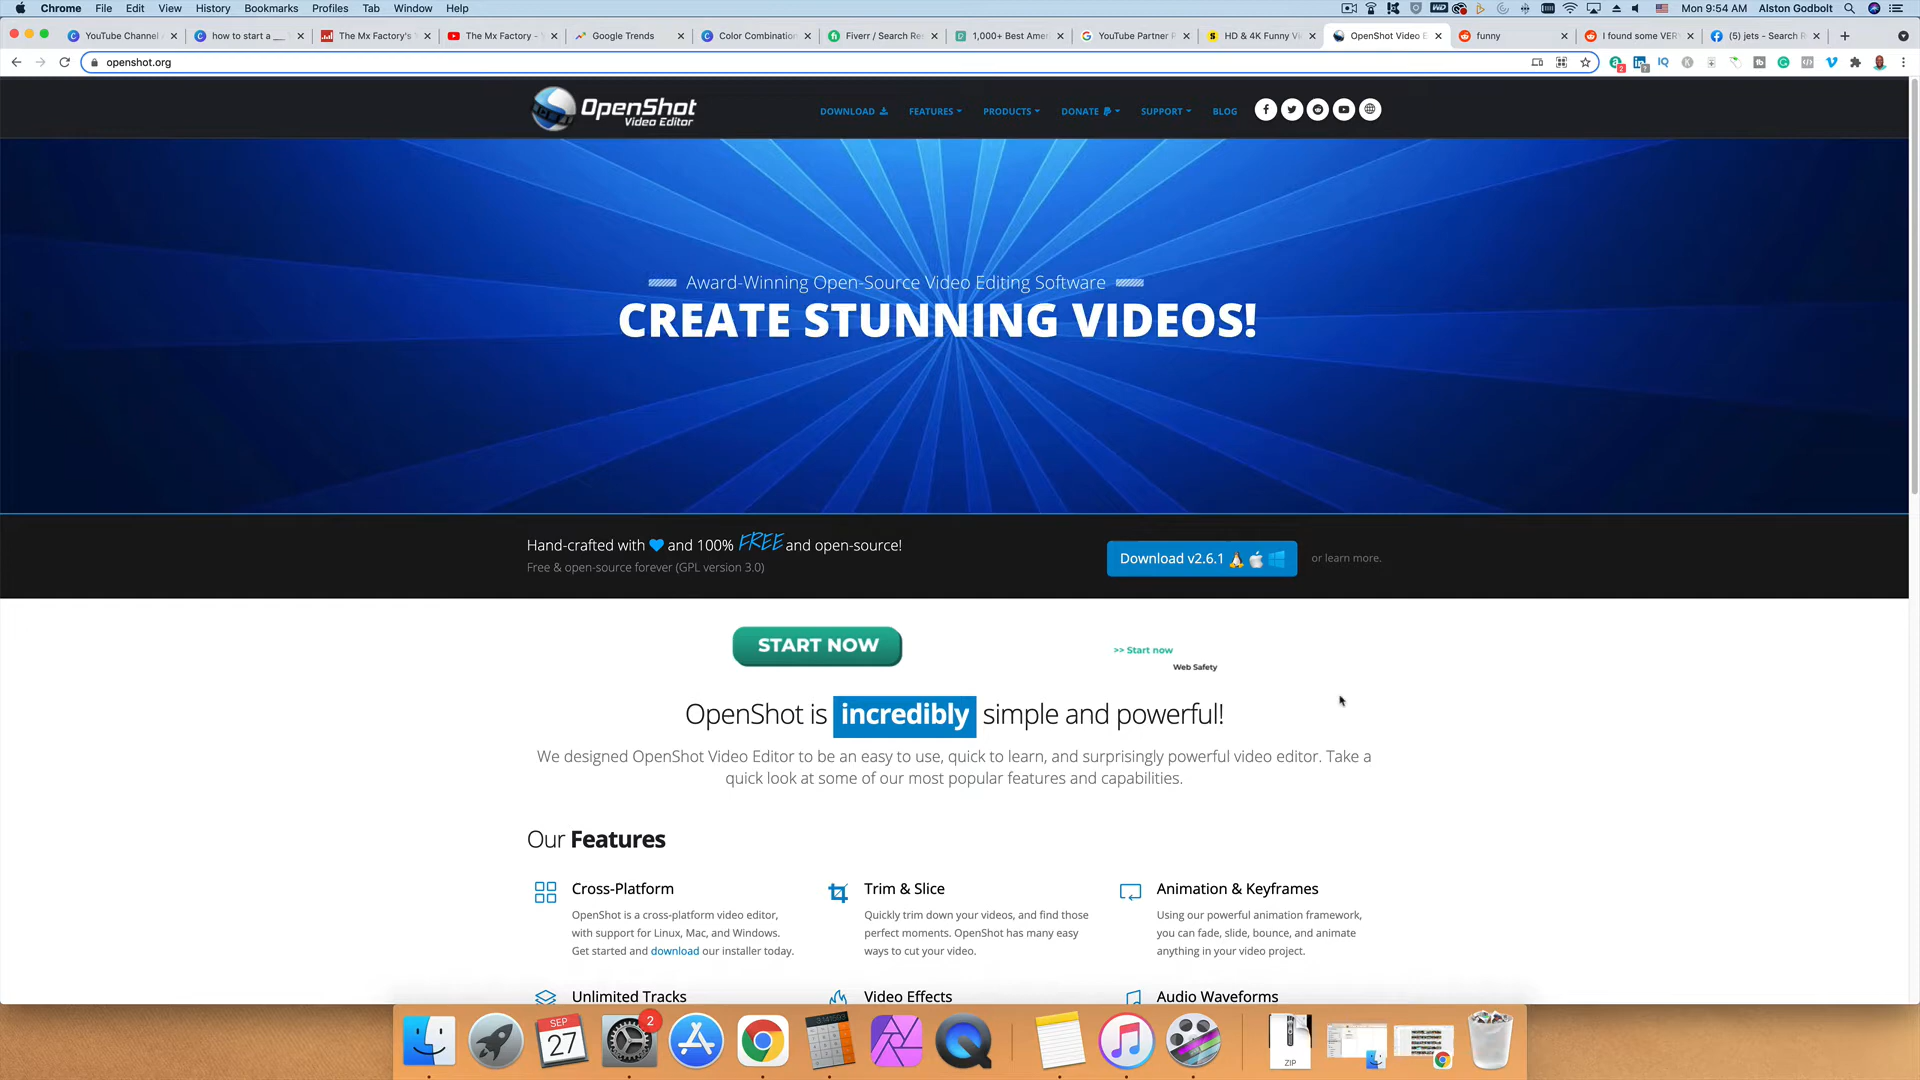 Chrome File Edit View History Bookmarks Profiles Tab Window Help Mon 9:54 AM Alston Godbolt
YouTube Channel how to start a ___ The Mx Factory's The Mx Factory - Google Trends Color Combination Fiverr / Search Re 1,000+ Best Amer YouTube Partner P HD & 4K Funny Vi OpenShot Video E funny I found some VER (5) jets - Search R
openshot.org
OpenShot
Video Editor
DOWNLOAD FEATURES PRODUCTS DONATE SUPPORT BLOG
Award-Winning Open-Source Video Editing Software
CREATE STUNNING VIDEOS!
Hand-crafted with and 100% FREE and open-source!
Free & open-source forever (GPL version 3.0)
Download v2.6.1
or learn more.
START NOW
>> Start now
Web Safety
OpenShot is incredibly simple and powerful!
We designed OpenShot Video Editor to be an easy to use, quick to learn, and surprisingly powerful video editor. Take a
quick look at some of our most popular features and capabilities.
Our Features
Cross-Platform
OpenShot is a cross-platform video editor,
with support for Linux, Mac, and Windows.
Get started and download our installer today.
Trim & Slice
Quickly trim down your videos, and find those
perfect moments. OpenShot has many easy
ways to cut your video.
Animation & Keyframes
Using our powerful animation framework,
you can fade, slide, bounce, and animate
anything in your video project.
Unlimited Tracks
Video Effects
Audio Waveforms
SEP
27
2
ZIP